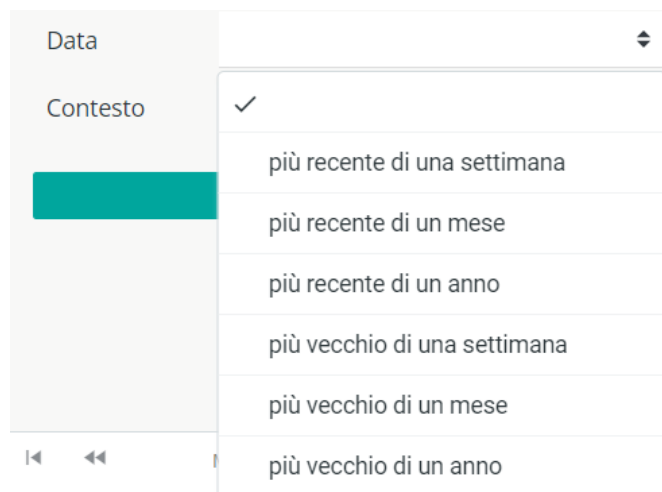 Data
Contesto
più recente di una settimana
più recente di un mese
più recente di un anno
più vecchio di una settimana
più vecchio di un mese
più vecchio di un anno